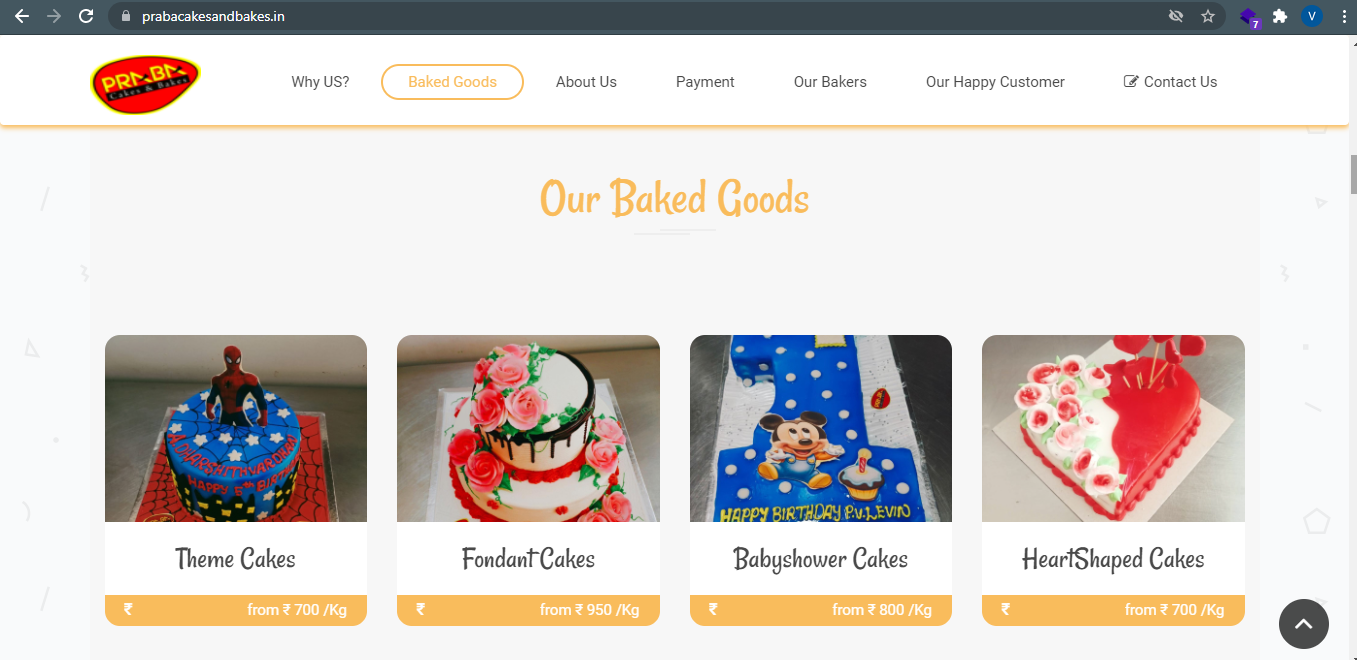 prabacakesandbakes.in
7
V
PRABA
Cakes & Bakes
Why US?
Baked Goods
About Us
Payment
Our Bakers
Our Happy Customer
Contact Us
Our Baked Goods
HAPPY 6th BIRTH
HAPPY BIRTHDAY P.V.LEVIN
Theme Cakes
Fondant Cakes
Babyshower Cakes
HeartShaped Cakes
₹ from ₹ 700 /Kg
₹ from ₹ 950 /Kg
₹ from ₹ 800 /Kg
₹ from ₹ 700 /Kg